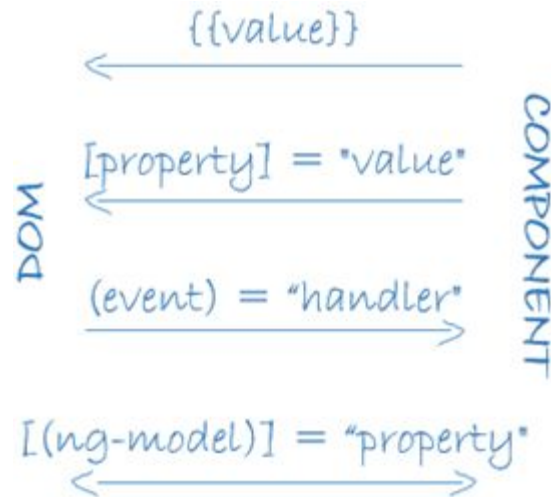 {{value}}
[property] = "value"
DOM
COMPONENT
(event) = "handler"
[(ng-model)] = "property"